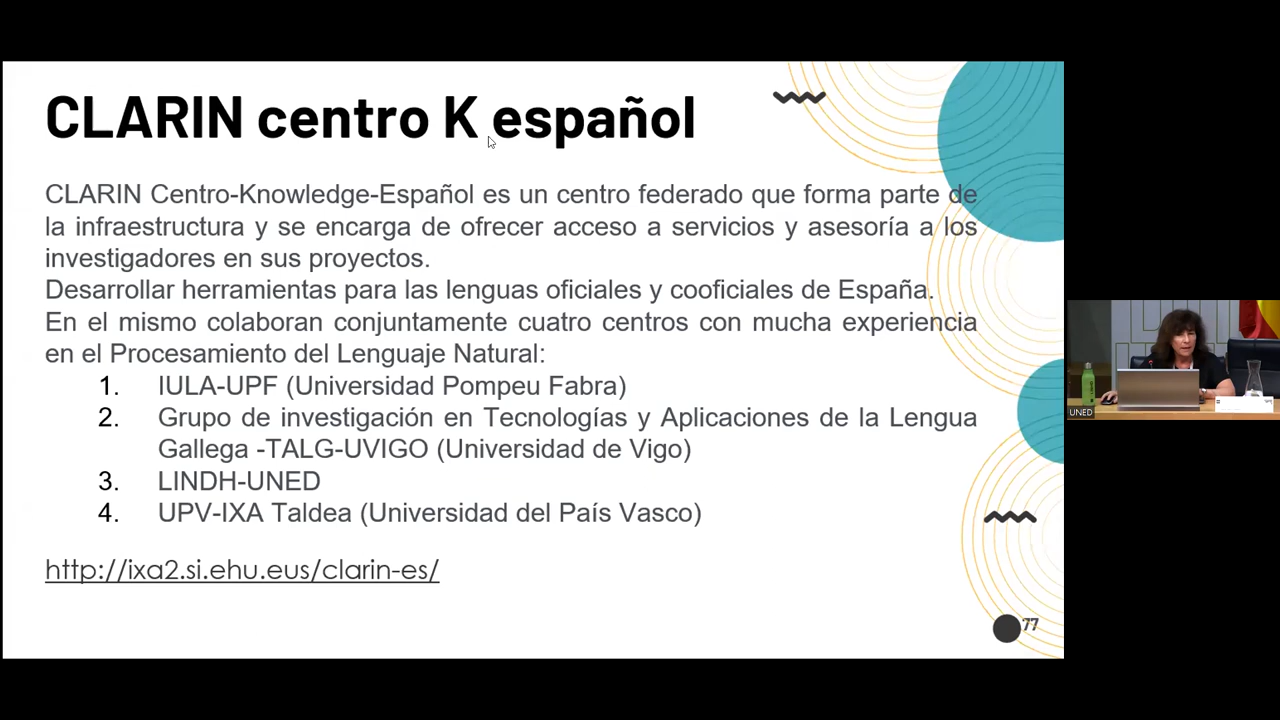 CLARIN centro K español
CLARIN Centro-Knowledge-Español es un centro federado que forma parte de
la infraestructura y se encarga de ofrecer acceso a servicios y asesoría a los
investigadores en sus proyectos.
Desarrollar herramientas para las lenguas oficiales y cooficiales de España.
En el mismo colaboran conjuntamente cuatro centros con mucha experiencia
en el Procesamiento del Lenguaje Natural:
1. IULA-UPF (Universidad Pompeu Fabra)
2. Grupo de investigación en Tecnologías y Aplicaciones de la Lengua
Gallega -TALG-UVIGO (Universidad de Vigo)
3. LINDH-UNED
4. UPV-IXA Taldea (Universidad del País Vasco)
http://ixa2.si.ehu.eus/clarin-es/
77
UNED